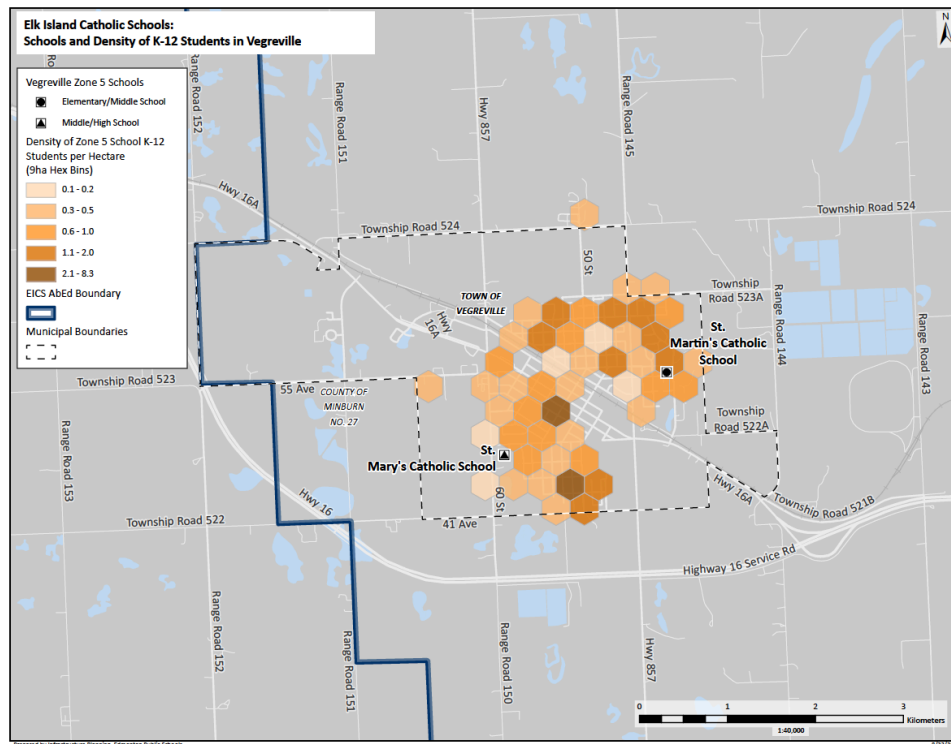 Elk Island Catholic Schools:
Schools and Density of K-12 Students in Vegreville
N
Vegreville Zone 5 Schools
Elementary/Middle School
Middle/High School
Density of Zone 5 School K-12
Students per Hectare
(9ha Hex Bins)
0.1 - 0.2
0.3 - 0.5
0.6 - 1.0
1.1 - 2.0
2.1 - 8.3
EICS AbEd Boundary
Municipal Boundaries
Range Road 152
Range Road 151
Hwy 857
Range Road 145
Hwy 16A
Township Road 524
Township Road 524
50 St
TOWN OF
VEGREVILLE
Hwy
16A
Township
Road 523A
Range Road 144
Range Road 143
St.
Martin's Catholic
School
Township Road 523
55 Ave
COUNTY OF
MINBURN
NO. 27
Township
Road 522A
Range Road 153
St.
Mary's Catholic School
Hwy 16
60 St
Hwy 16A
Township Road 521B
Township Road 522
41 Ave
Highway 16 Service Rd
Range Road 152
Range Road 151
Range Road 150
Hwy 857
0 1 2 3
Kilometers
1:40,000
Prepared by Infrastructure Planning, Edmonton Public Schools